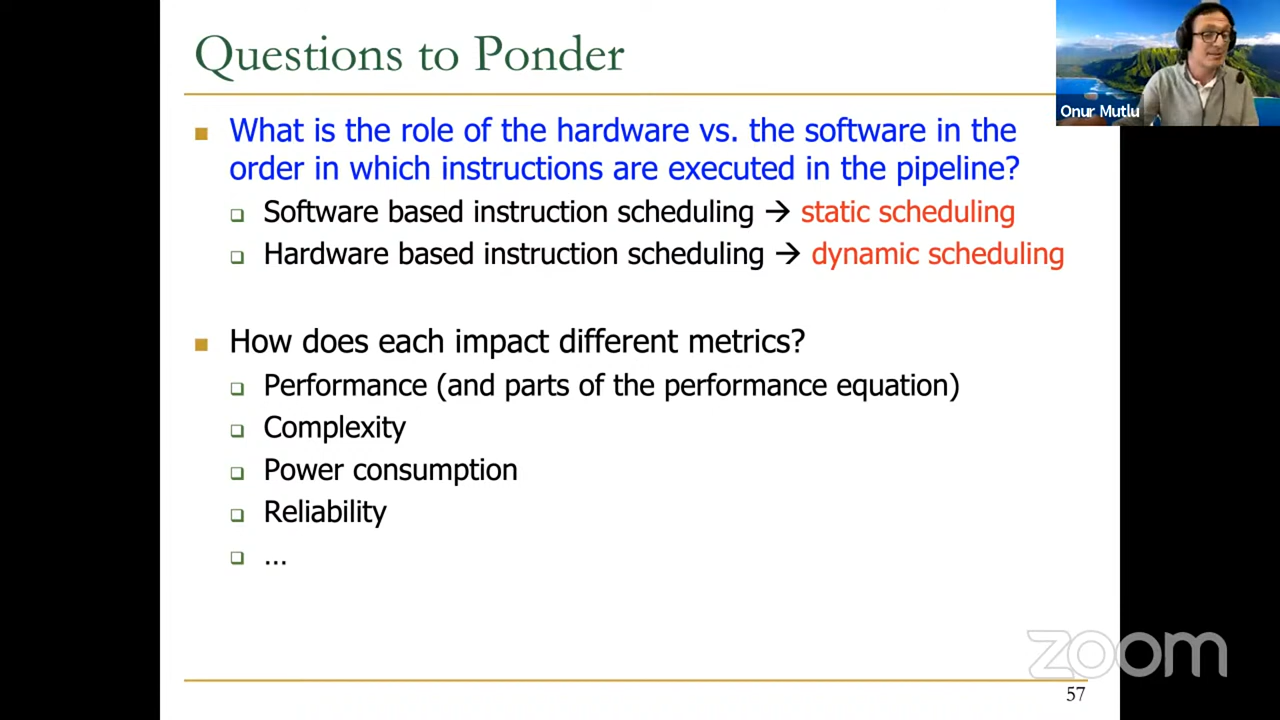 Questions to Ponder
Onur Mutlu
What is the role of the hardware vs. the software in the
order in which instructions are executed in the pipeline?
Software based instruction scheduling → static scheduling
Hardware based instruction scheduling → dynamic scheduling
How does each impact different metrics?
Performance (and parts of the performance equation)
Complexity
Power consumption
Reliability
...
zoom
57